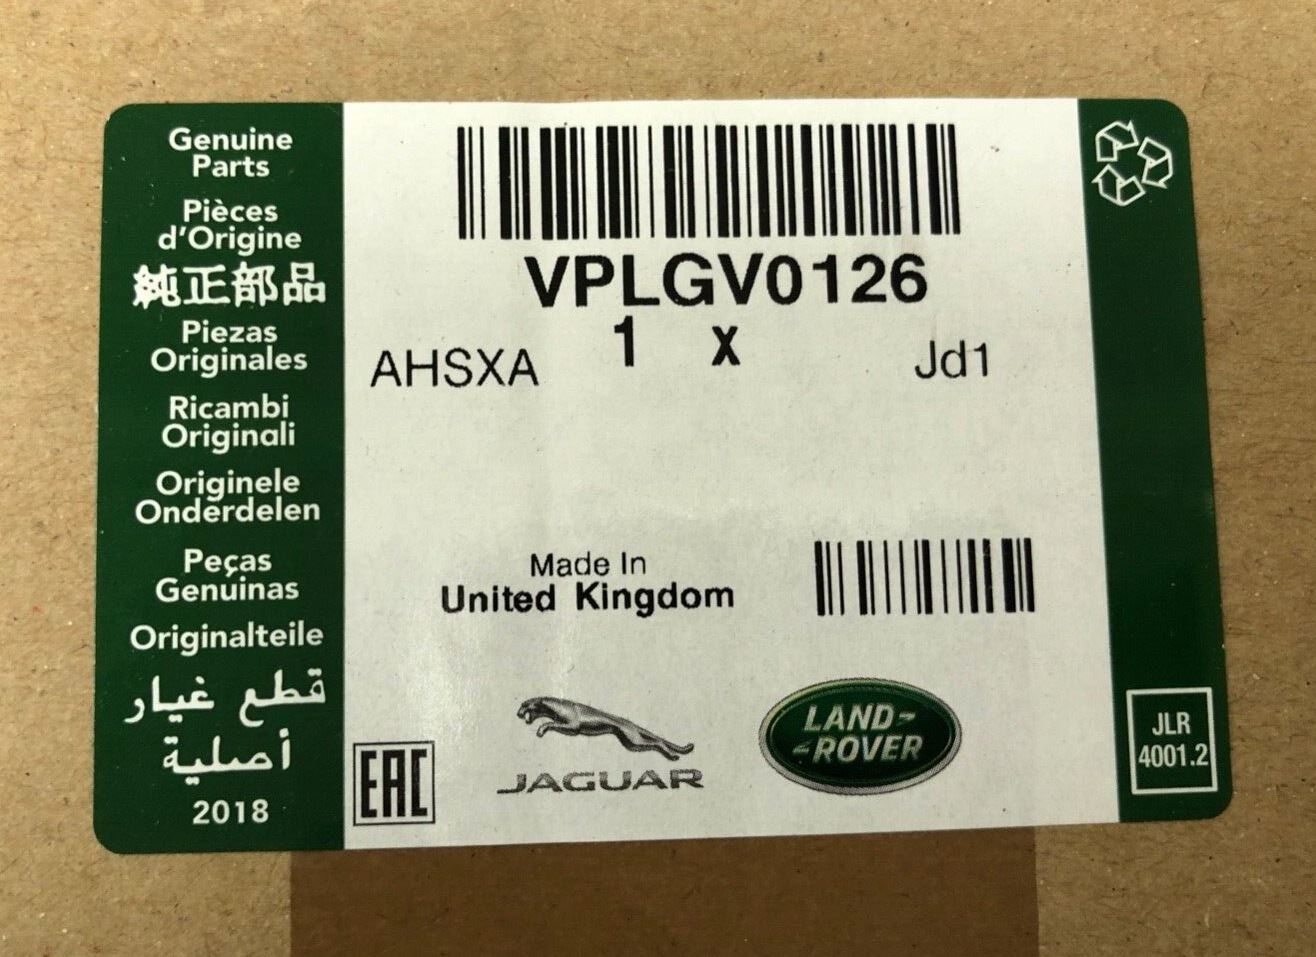 Genuine
Parts
Pièces
d'Origine
純正部品
Piezas
Originales
Ricambi
Originali
Originele
Onderdelen
Peças
Genuinas
Originalteile
قطع غيار
أصلية
2018
VPLGV0126
1 x
AHSXA
Jd1
Made In
United Kingdom
EAC
JAGUAR
LAND-
-ROVER
JLR
4001.2